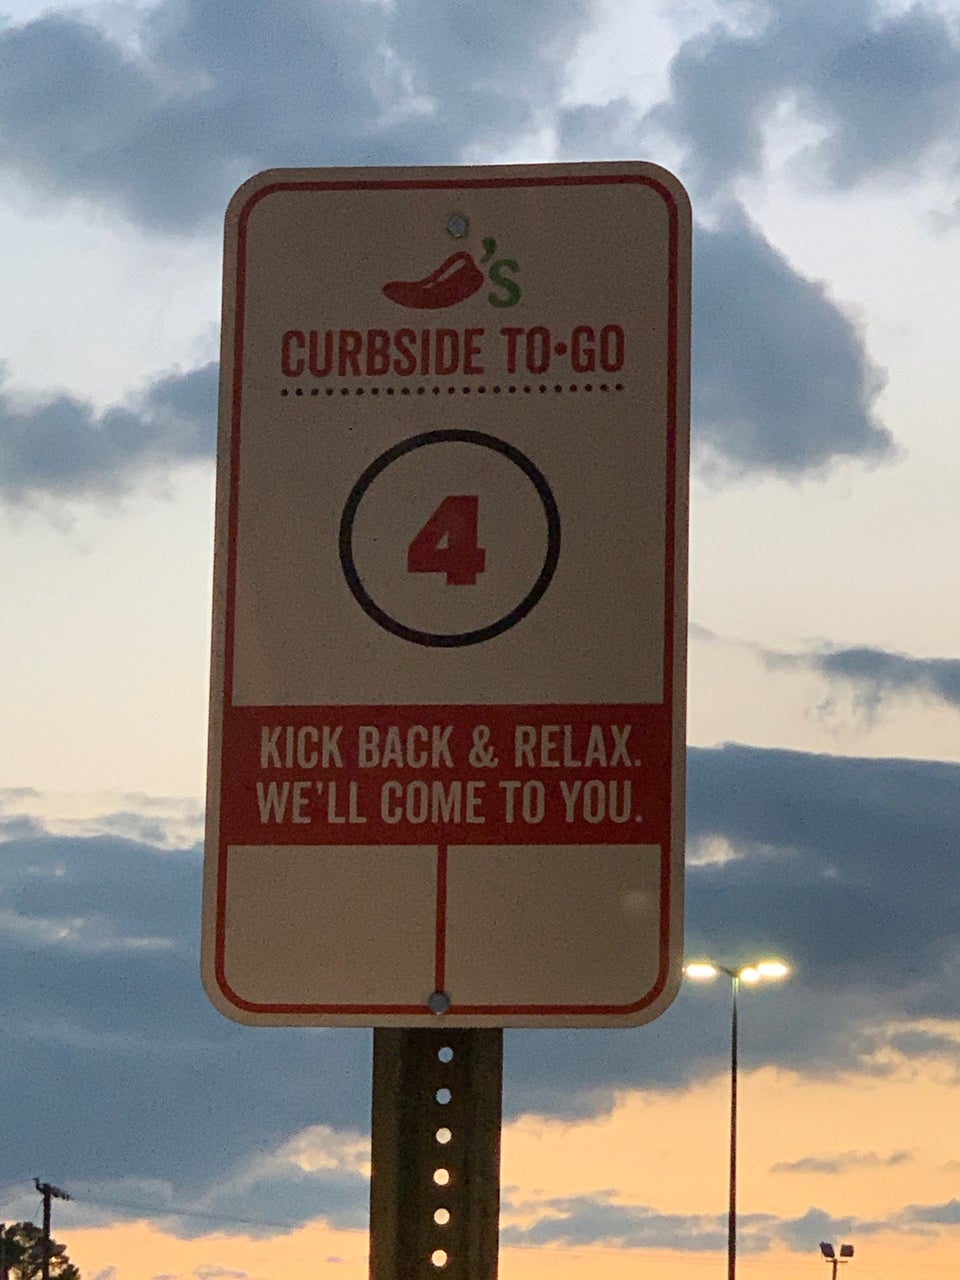 's
CURBSIDE TO•GO
4
KICK BACK & RELAX.
WE'LL COME TO YOU.